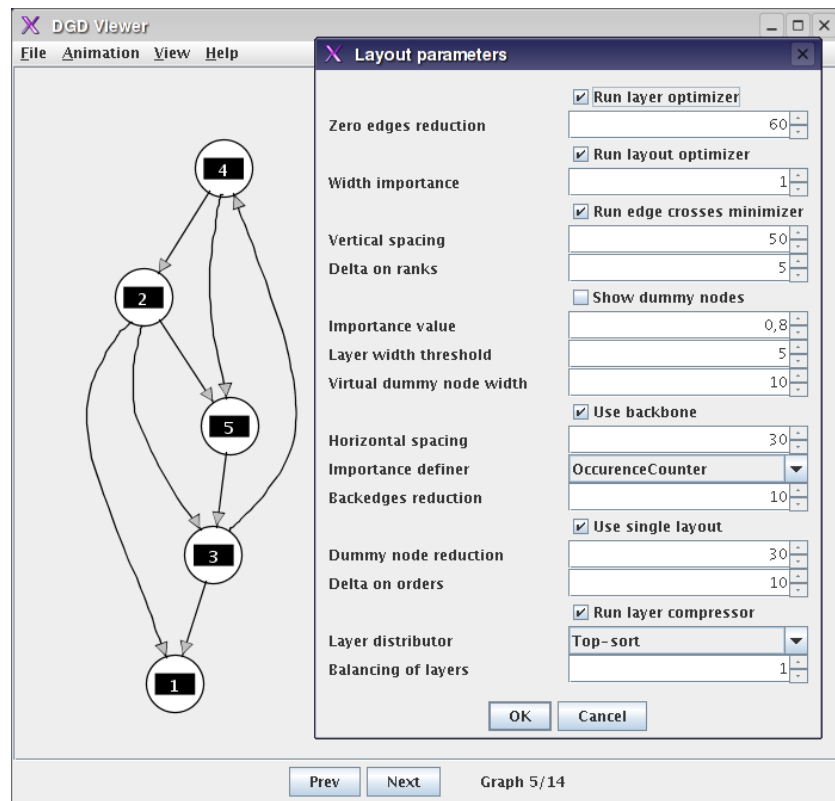 DGD Viewer
File Animation View Help
4
2
5
3
1
Layout parameters
Run layer optimizer
Zero edges reduction 60
Run layout optimizer
Width importance 1
Run edge crosses minimizer
Vertical spacing 50
Delta on ranks 5
Show dummy nodes
Importance value 0,8
Layer width threshold 5
Virtual dummy node width 10
Use backbone
Horizontal spacing 30
Importance definer OccurenceCounter
Backedges reduction 10
Use single layout
Dummy node reduction 30
Delta on orders 10
Run layer compressor
Layer distributor Top-sort
Balancing of layers 1
OK Cancel
Prev Next Graph 5/14